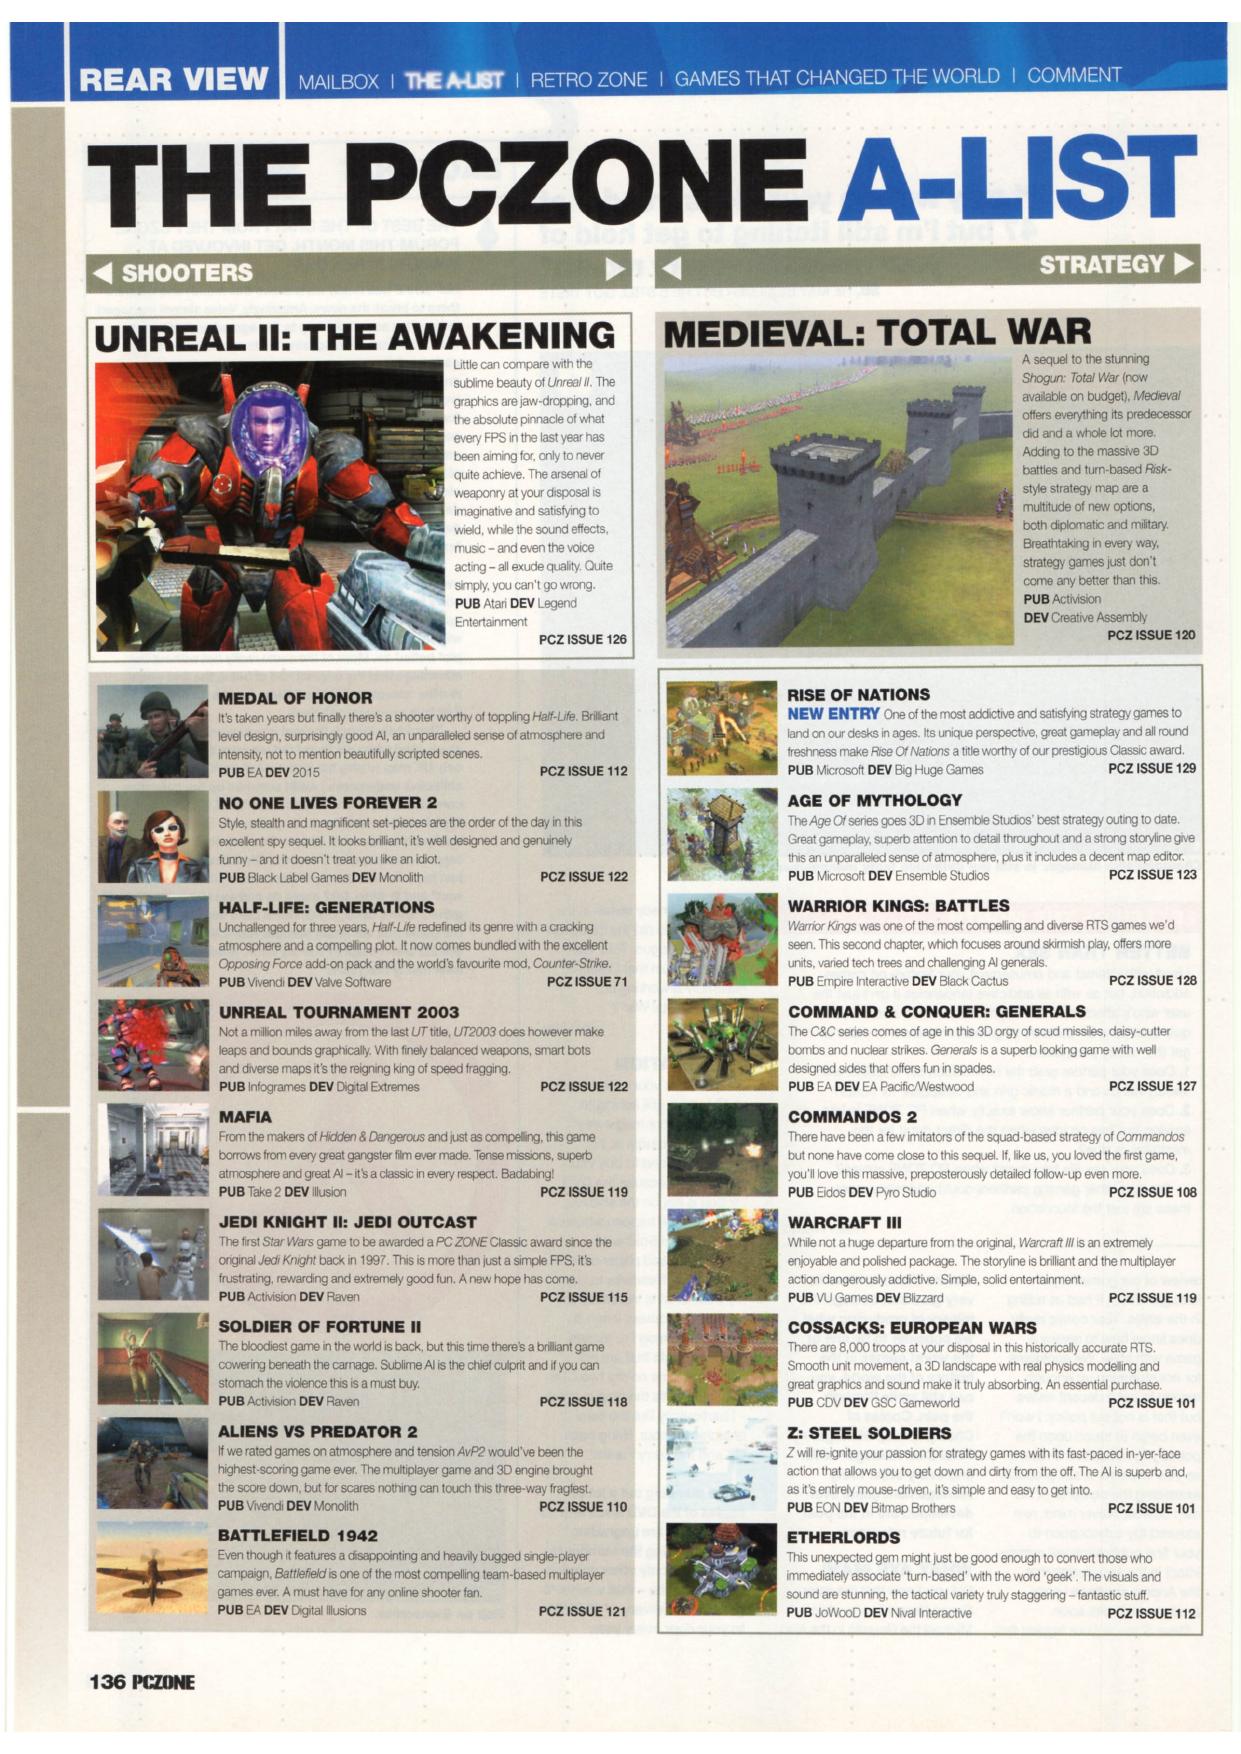 REAR VIEW
MAILBOX | THE A-LIST | RETRO ZONE | GAMES THAT CHANGED THE WORLD | COMMENT
THE PCZONE A-LIST
SHOOTERS
UNREAL II: THE AWAKENING
Little can compare with the
sublime beauty of Unreal II. The
graphics are jaw-dropping, and
the absolute pinnacle of what
every FPS in the last year has
been aiming for, only to never
quite achieve. The arsenal of
weaponry at your disposal is
imaginative and satisfying to
wield, while the sound effects,
music – and even the voice
acting – all exude quality. Quite
simply, you can't go wrong.
PUB Atari DEV Legend
Entertainment
PCZ ISSUE 126
MEDAL OF HONOR
It's taken years but finally there's a shooter worthy of toppling Half-Life. Brilliant
level design, surprisingly good AI, an unparalleled sense of atmosphere and
intensity, not to mention beautifully scripted scenes.
PUB EA DEV 2015 PCZ ISSUE 112
NO ONE LIVES FOREVER 2
Style, stealth and magnificent set-pieces are the order of the day in this
excellent spy sequel. It looks brilliant, it's well designed and genuinely
funny – and it doesn't treat you like an idiot.
PUB Black Label Games DEV Monolith PCZ ISSUE 122
HALF-LIFE: GENERATIONS
Unchallenged for three years, Half-Life redefined its genre with a cracking
atmosphere and a compelling plot. It now comes bundled with the excellent
Opposing Force add-on pack and the world's favourite mod, Counter-Strike.
PUB Vivendi DEV Valve Software PCZ ISSUE 71
UNREAL TOURNAMENT 2003
Not a million miles away from the last UT title, UT2003 does however make
leaps and bounds graphically. With finely balanced weapons, smart bots
and diverse maps it's the reigning king of speed fragging.
PUB Infogrames DEV Digital Extremes PCZ ISSUE 122
MAFIA
From the makers of Hidden & Dangerous and just as compelling, this game
borrows from every great gangster film ever made. Tense missions, superb
atmosphere and great AI – it's a classic in every respect. Badabing!
PUB Take 2 DEV Illusion PCZ ISSUE 119
JEDI KNIGHT II: JEDI OUTCAST
The first Star Wars game to be awarded a PC ZONE Classic award since the
original Jedi Knight back in 1997. This is more than just a simple FPS, it's
frustrating, rewarding and extremely good fun. A new hope has come.
PUB Activision DEV Raven PCZ ISSUE 115
SOLDIER OF FORTUNE II
The bloodiest game in the world is back, but this time there's a brilliant game
cowering beneath the carnage. Sublime AI is the chief culprit and if you can
stomach the violence this is a must buy.
PUB Activision DEV Raven PCZ ISSUE 118
ALIENS VS PREDATOR 2
If we rated games on atmosphere and tension AvP2 would've been the
highest-scoring game ever. The multiplayer game and 3D engine brought
the score down, but for scares nothing can touch this three-way fragfest.
PUB Vivendi DEV Monolith PCZ ISSUE 110
BATTLEFIELD 1942
Even though it features a disappointing and heavily bugged single-player
campaign, Battlefield is one of the most compelling team-based multiplayer
games ever. A must have for any online shooter fan.
PUB EA DEV Digital Illusions PCZ ISSUE 121
STRATEGY
MEDIEVAL: TOTAL WAR
A sequel to the stunning
Shogun: Total War (now
available on budget), Medieval
offers everything its predecessor
did and a whole lot more.
Adding to the massive 3D
battles and turn-based Risk-
style strategy map are a
multitude of new options,
both diplomatic and military.
Breathtaking in every way,
strategy games just don't
come any better than this.
PUB Activision
DEV Creative Assembly
PCZ ISSUE 120
RISE OF NATIONS
NEW ENTRY One of the most addictive and satisfying strategy games to
land on our desks in ages. Its unique perspective, great gameplay and all round
freshness make Rise Of Nations a title worthy of our prestigious Classic award.
PUB Microsoft DEV Big Huge Games PCZ ISSUE 129
AGE OF MYTHOLOGY
The Age Of series goes 3D in Ensemble Studios' best strategy outing to date.
Great gameplay, superb attention to detail throughout and a strong storyline give
this an unparalleled sense of atmosphere, plus it includes a decent map editor.
PUB Microsoft DEV Ensemble Studios PCZ ISSUE 123
WARRIOR KINGS: BATTLES
Warrior Kings was one of the most compelling and diverse RTS games we'd
seen. This second chapter, which focuses around skirmish play, offers more
units, varied tech trees and challenging AI generals.
PUB Empire Interactive DEV Black Cactus PCZ ISSUE 128
COMMAND & CONQUER: GENERALS
The C&C series comes of age in this 3D orgy of scud missiles, daisy-cutter
bombs and nuclear strikes. Generals is a superb looking game with well
designed sides that offers fun in spades.
PUB EA DEV EA Pacific/Westwood PCZ ISSUE 127
COMMANDOS 2
There have been a few imitators of the squad-based strategy of Commandos
but none have come close to this sequel. If, like us, you loved the first game,
you'll love this massive, preposterously detailed follow-up even more.
PUB Eidos DEV Pyro Studio PCZ ISSUE 108
WARCRAFT III
While not a huge departure from the original, Warcraft III is an extremely
enjoyable and polished package. The storyline is brilliant and the multiplayer
action dangerously addictive. Simple, solid entertainment.
PUB VU Games DEV Blizzard PCZ ISSUE 119
COSSACKS: EUROPEAN WARS
There are 8,000 troops at your disposal in this historically accurate RTS.
Smooth unit movement, a 3D landscape with real physics modelling and
great graphics and sound make it truly absorbing. An essential purchase.
PUB CDV DEV GSC Gameworld PCZ ISSUE 101
Z: STEEL SOLDIERS
Z will re-ignite your passion for strategy games with its fast-paced in-yer-face
action that allows you to get down and dirty from the off. The AI is superb and,
as it's entirely mouse-driven, it's simple and easy to get into.
PUB EON DEV Bitmap Brothers PCZ ISSUE 101
ETHERLORDS
This unexpected gem might just be good enough to convert those who
immediately associate 'turn-based' with the word 'geek'. The visuals and
sound are stunning, the tactical variety truly staggering – fantastic stuff.
PUB JoWooD DEV Nival Interactive PCZ ISSUE 112
136 PCZONE